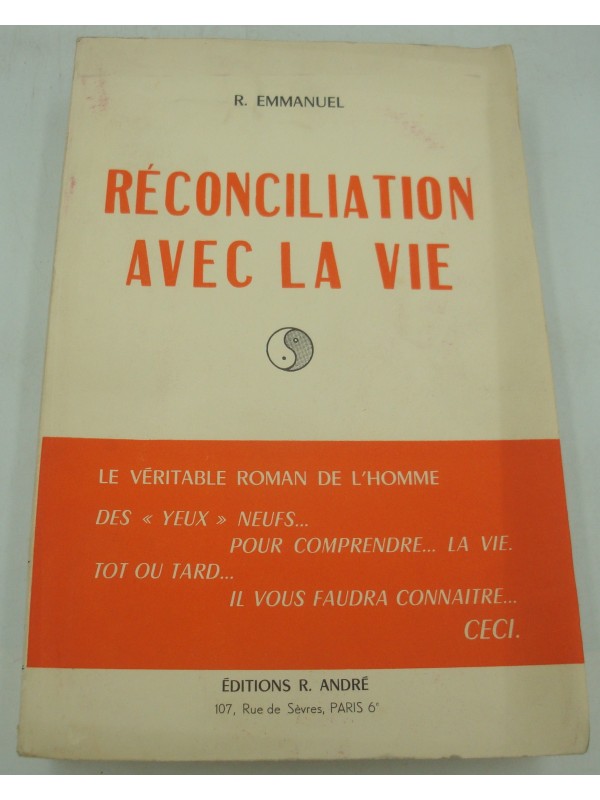 R. EMMANUEL
RÉCONCILIATION
AVEC LA VIE
LE VÉRITABLE ROMAN DE L'HOMME
DES « YEUX » NEUFS...
POUR COMPRENDRE... LA VIE.
TOT OU TARD...
IL VOUS FAUDRA CONNAITRE...
CECI.
ÉDITIONS R. ANDRÉ
107, Rue de Sèvres, PARIS 6e